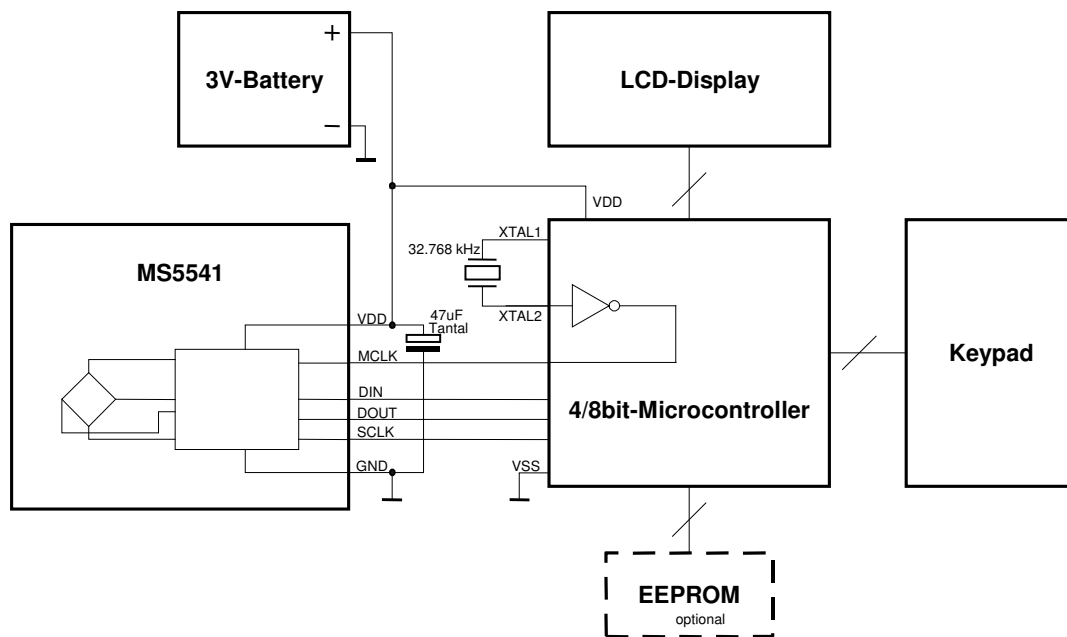 +
3V-Battery
−
LCD-Display
VDD
XTAL1
32.768 kHz
XTAL2
MS5541
VDD
47uF
Tantal
MCLK
DIN
DOUT
SCLK
GND
VSS
4/8bit-Microcontroller
Keypad
EEPROM
optional